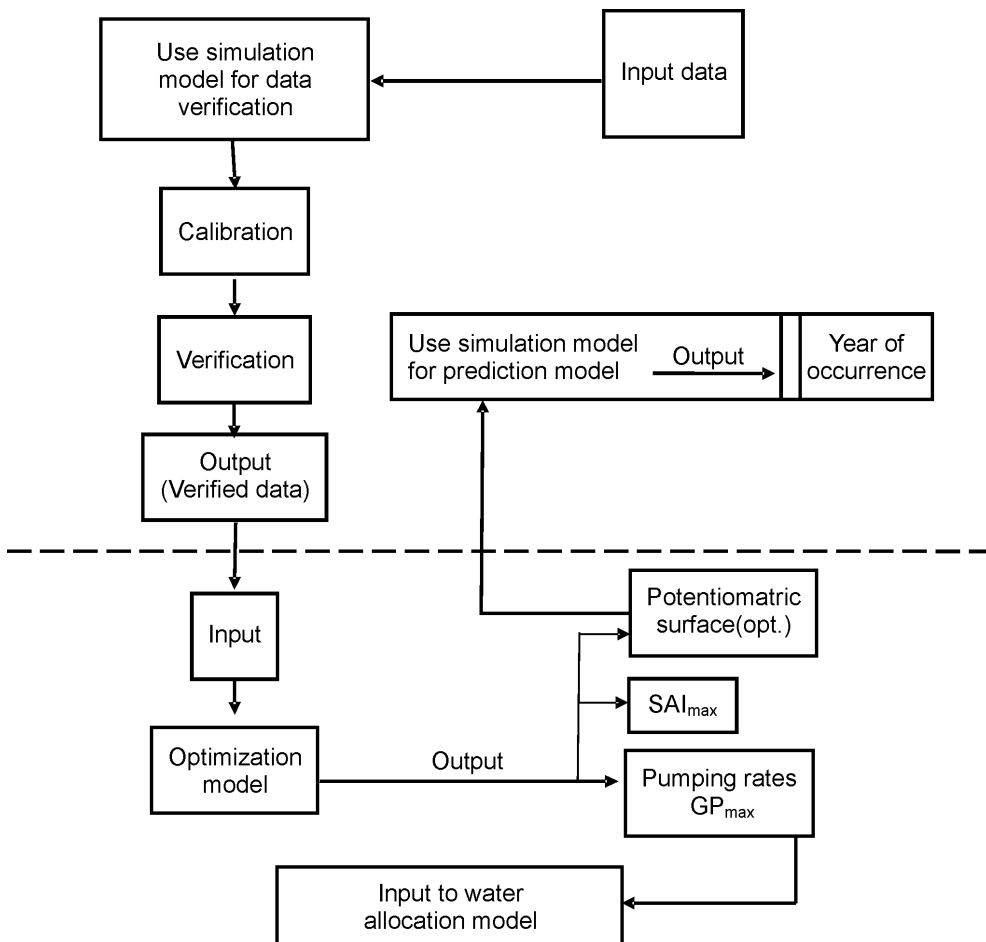 Use simulation
model for data
verification
Input data
Calibration
Verification
Use simulation model
for prediction model
Output
Year of
occurrence
Output
(Verified data)
Input
Potentiomatric
surface(opt.)
SAImax
Optimization
model
Output
Pumping rates
GPmax
Input to water
allocation model